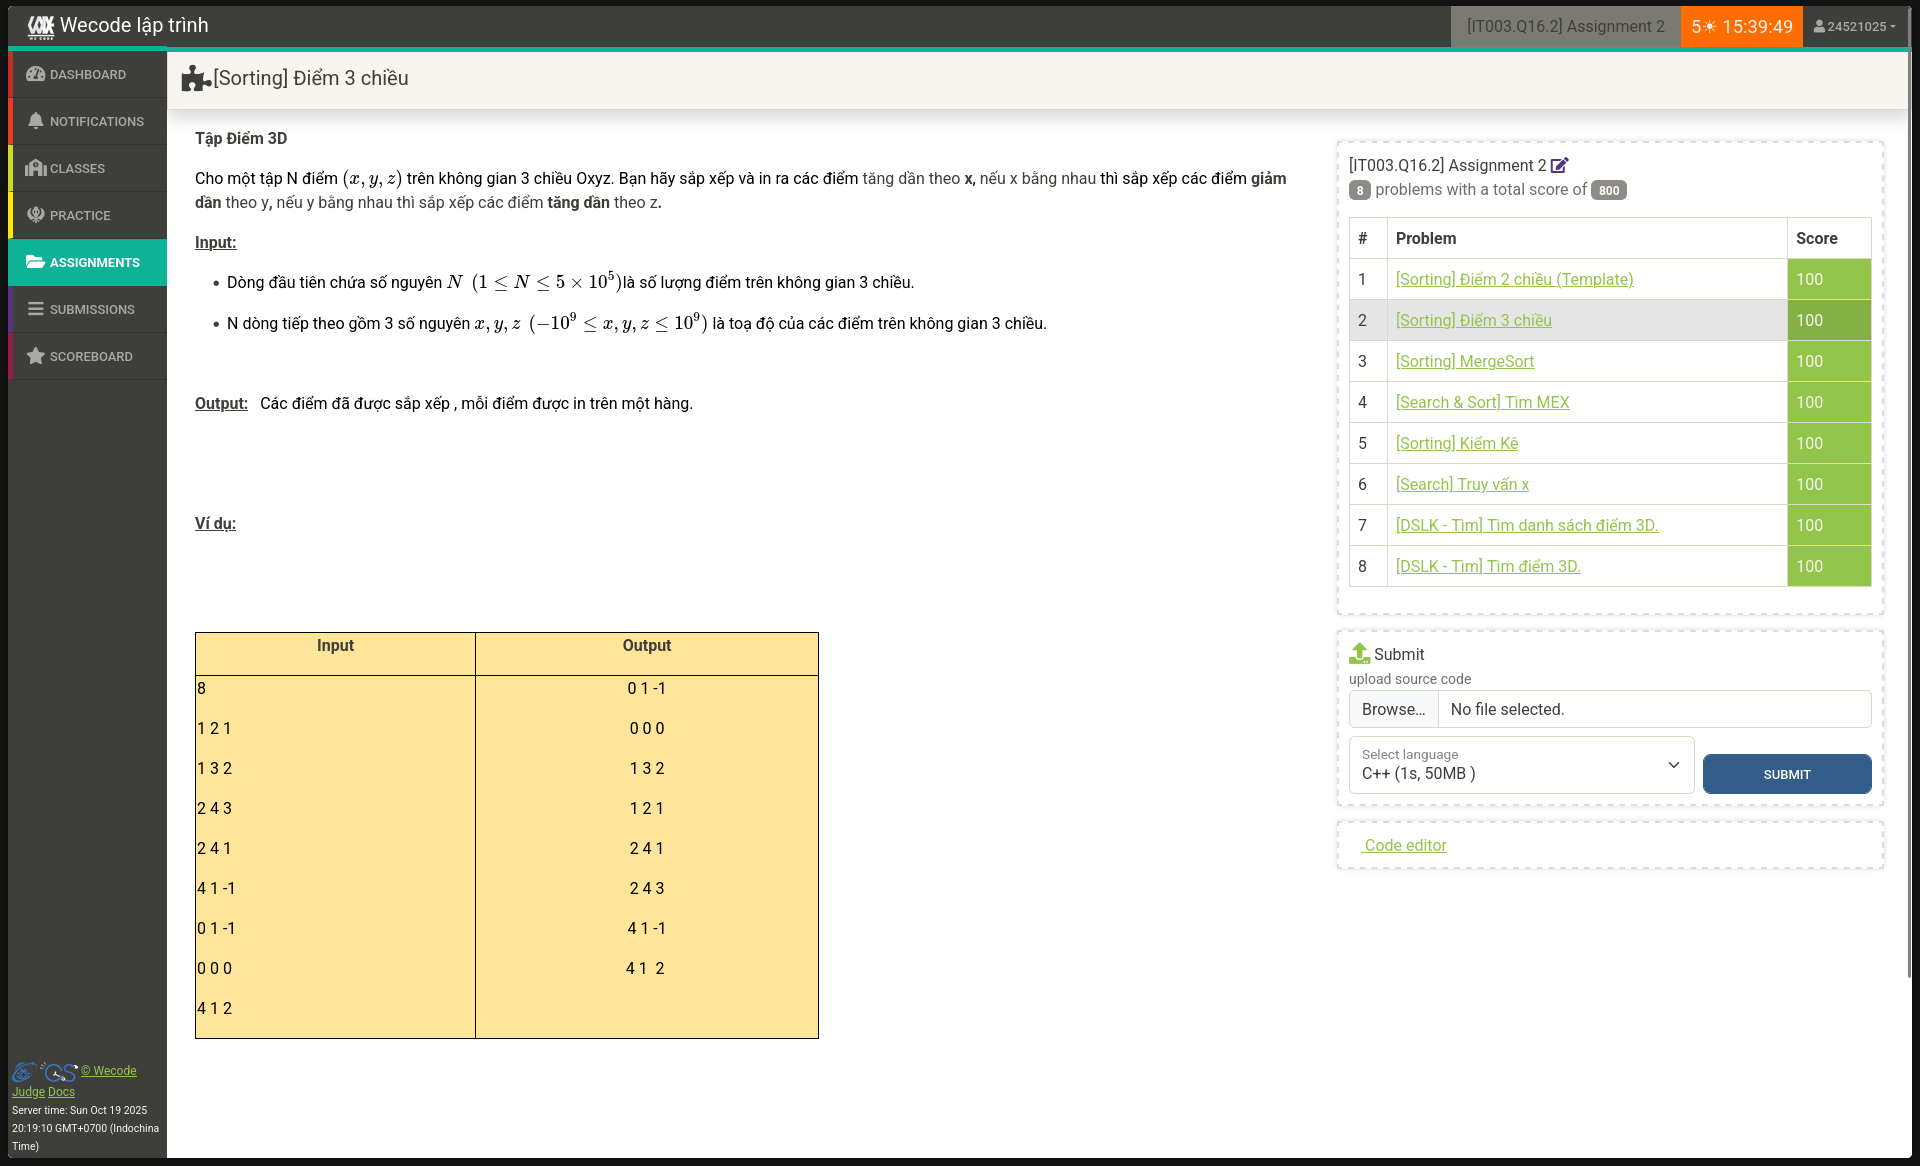 Wecode lập trình
[IT003.Q16.2] Assignment 2
5☀ 15:39:49
24521025
DASHBOARD
NOTIFICATIONS
CLASSES
PRACTICE
ASSIGNMENTS
SUBMISSIONS
SCOREBOARD
© Wecode
Judge Docs
Server time: Sun Oct 19 2025
20:19:10 GMT+0700 (Indochina
Time)
[Sorting] Điểm 3 chiều
Tập Điểm 3D
Cho một tập N điểm (x, y, z) trên không gian 3 chiều Oxyz. Bạn hãy sắp xếp và in ra các điểm tăng dần theo x, nếu x bằng nhau thì sắp xếp các điểm giảm
dần theo y, nếu y bằng nhau thì sắp xếp các điểm tăng dần theo z.
Input:
• Dòng đầu tiên chứa số nguyên N (1 ≤ N ≤ 5 × 10⁵)là số lượng điểm trên không gian 3 chiều.
• N dòng tiếp theo gồm 3 số nguyên x, y, z (−10⁹ ≤ x, y, z ≤ 10⁹) là toạ độ của các điểm trên không gian 3 chiều.
Output: Các điểm đã được sắp xếp , mỗi điểm được in trên một hàng.
Ví dụ:
Input Output
8 0 1 -1
1 2 1 0 0 0
1 3 2 1 3 2
2 4 3 1 2 1
2 4 1 2 4 1
4 1 -1 2 4 3
0 1 -1 4 1 -1
0 0 0 4 1 2
4 1 2
[IT003.Q16.2] Assignment 2
8 problems with a total score of 800
# Problem Score
1 [Sorting] Điểm 2 chiều (Template) 100
2 [Sorting] Điểm 3 chiều 100
3 [Sorting] MergeSort 100
4 [Search & Sort] Tìm MEX 100
5 [Sorting] Kiểm Kê 100
6 [Search] Truy vấn x 100
7 [DSLK - Tìm] Tìm danh sách điểm 3D. 100
8 [DSLK - Tìm] Tìm điểm 3D. 100
Submit
upload source code
Browse... No file selected.
Select language
C++ (1s, 50MB )
SUBMIT
Code editor